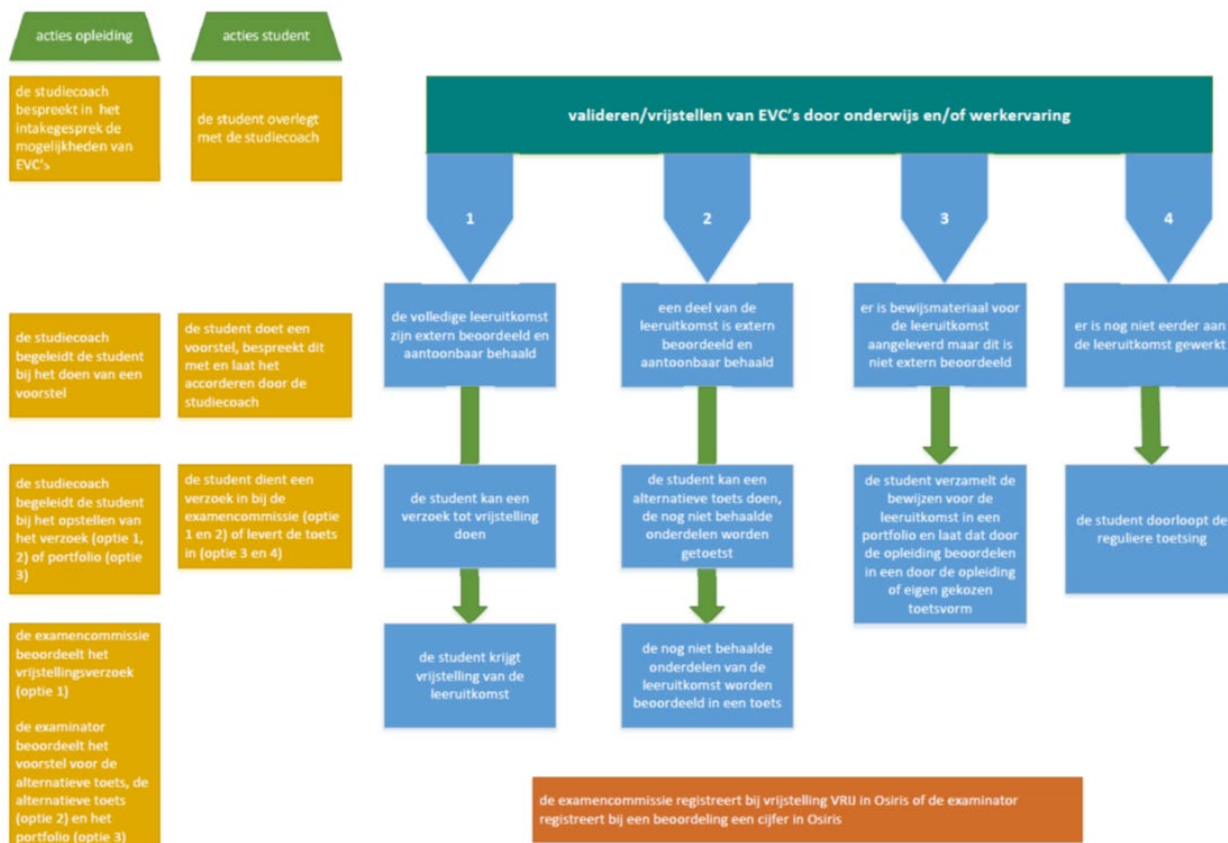 acties opleiding
acties student
de studiecoach
bespreekt in het
intakegesprek de
mogelijkheden van
EVC's
de student overlegt
met de studiecoach
valideren/vrijstellen van EVC's door onderwijs en/of werkervaring
1
2
3
4
de studiecoach
begeleidt de student
bij het doen van een
voorstel
de student doet een
voorstel, bespreekt dit
met en laat het
accorderen door de
studiecoach
de volledige leeruitkomst
zijn extern beoordeeld en
aantoonbaar behaald
een deel van de
leeruitkomst is extern
beoordeeld en
aantoonbaar behaald
er is bewijsmateriaal voor
de leeruitkomst
aangeleverd maar dit is
niet extern beoordeeld
er is nog niet eerder aan
de leeruitkomst gewerkt
de studiecoach
begeleidt de student
bij het opstellen van
het verzoek (optie 1,
2) of portfolio (optie
3)
de student dient een
verzoek in bij de
examencommissie (optie
1 en 2) of levert de toets
in (optie 3 en 4)
de student kan een
verzoek tot vrijstelling
doen
de student kan een
alternatieve toets doen,
de nog niet behaalde
onderdelen worden
getoetst
de student verzamelt de
bewijzen voor de
leeruitkomst in een
portfolio en laat dat door
de opleiding beoordelen
in een door de opleiding
of eigen gekozen
toetsvorm
de student doorloopt de
reguliere toetsing
de examencommissie
beoordeelt het
vrijstellingsverzoek
(optie 1)
de examinator
beoordeelt het
voorstel voor de
alternatieve toets, de
alternatieve toets
(optie 2) en het
portfolio (optie 3)
de student krijgt
vrijstelling van de
leeruitkomst
de nog niet behaalde
onderdelen van de
leeruitkomst worden
beoordeeld in een toets
de examencommissie registreert bij vrijstelling VRIJ in Osiris of de examinator
registreert bij een beoordeling een cijfer in Osiris